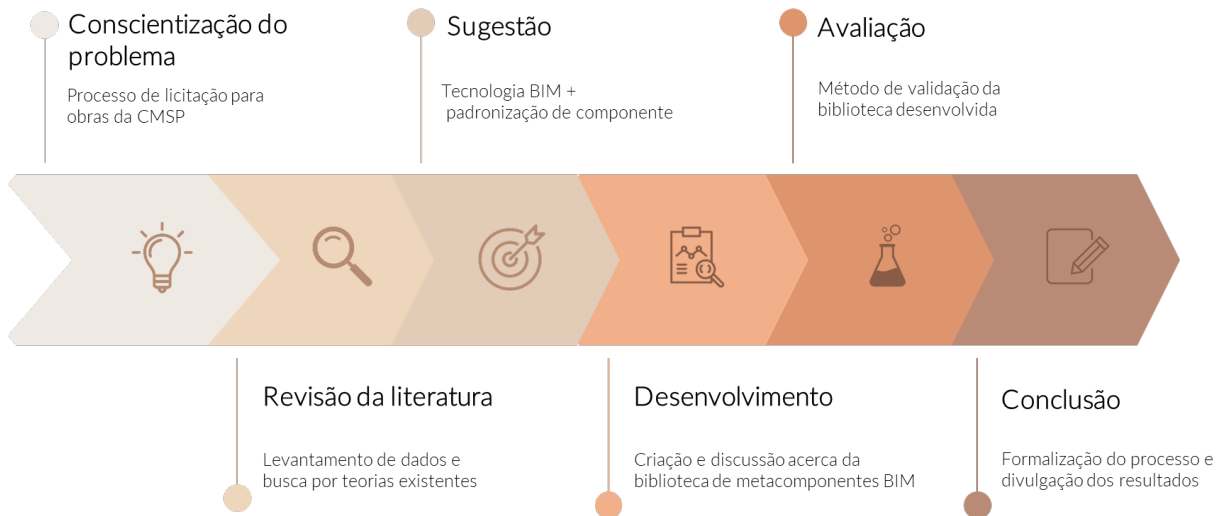 Conscientização do
problema
Processo de licitação para
obras da CMSP
Sugestão
Tecnologia BIM +
padronização de componente
Avaliação
Método de validação da
biblioteca desenvolvida
Revisão da literatura
Levantamento de dados e
busca por teorias existentes
Desenvolvimento
Criação e discussão acerca da
biblioteca de metacomponentes BIM
Conclusão
Formalização do processo e
divulgação dos resultados